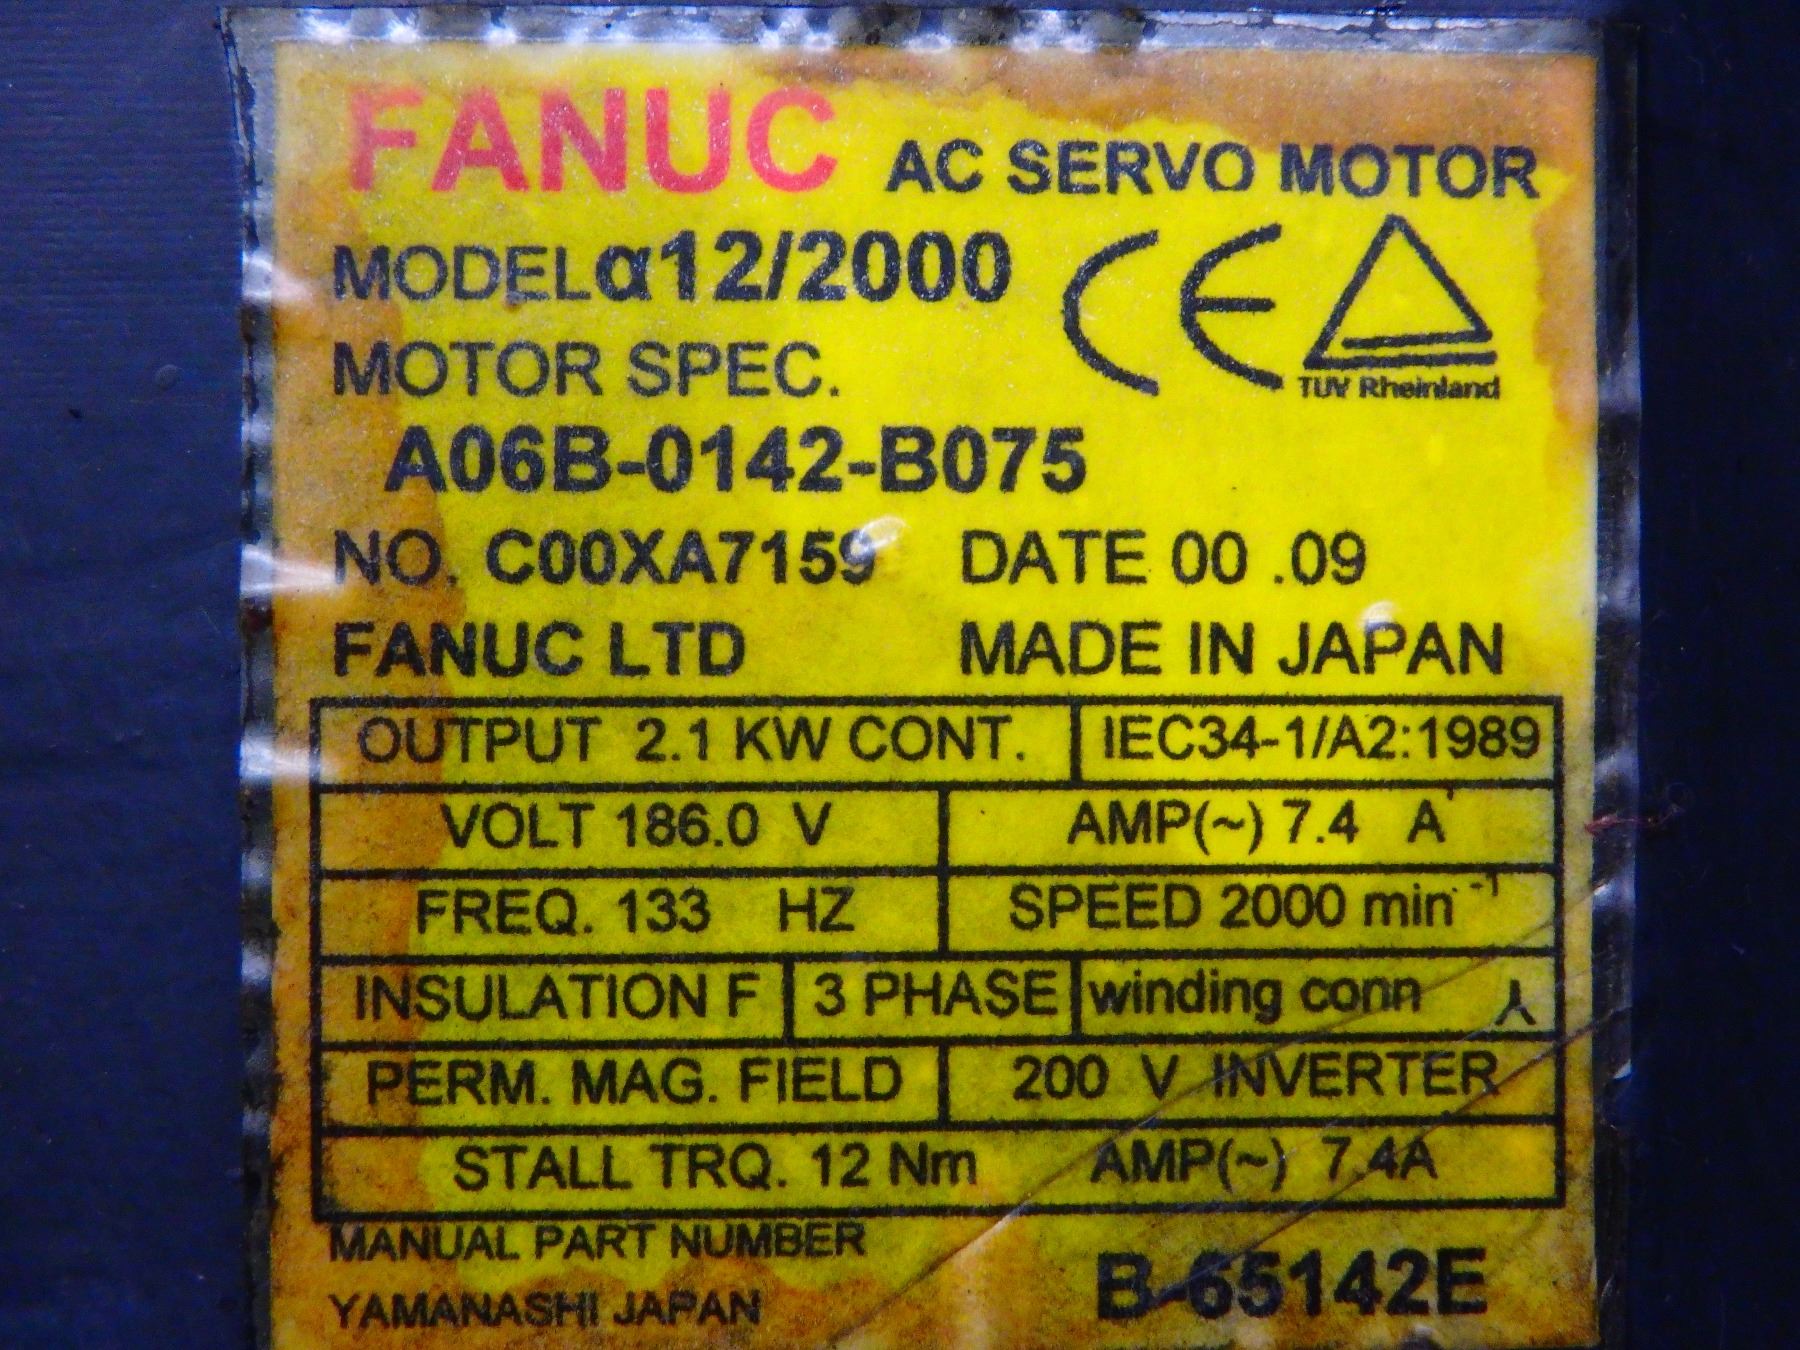 FANUC AC SERVO MOTOR
MODEL α12/2000
CE
TUV Rheinland
MOTOR SPEC.
A06B-0142-B075
NO. C00XA7159 DATE 00 .09
FANUC LTD MADE IN JAPAN
OUTPUT 2.1 KW CONT. IEC34-1/A2:1989
VOLT 186.0 V AMP(~) 7.4 A
FREQ. 133 HZ SPEED 2000 min⁻¹
INSULATION F 3 PHASE winding conn
PERM. MAG. FIELD 200 V INVERTER
STALL TRQ. 12 Nm AMP(~) 7.4A
MANUAL PART NUMBER B-65142E
YAMANASHI JAPAN